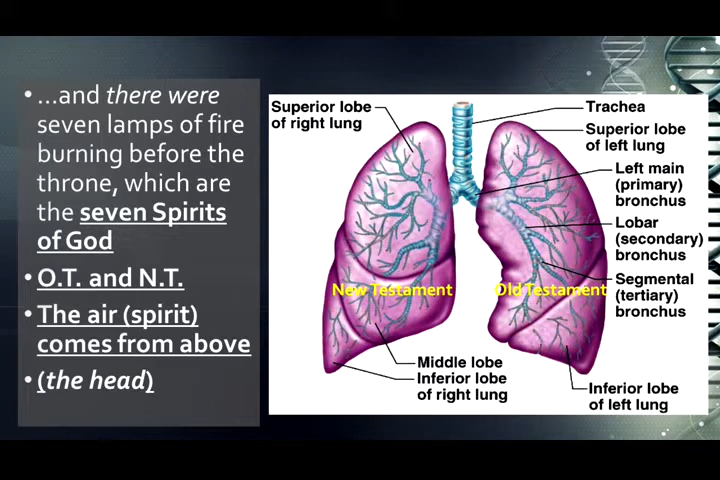 • ...and there were
seven lamps of fire
burning before the
throne, which are
the seven Spirits
of God
• O.T. and N.T.
• The air (spirit)
comes from above
• (the head)
Superior lobe
of right lung
Trachea
Superior lobe
of left lung
Left main
(primary)
bronchus
Lobar
(secondary)
bronchus
Segmental
(tertiary)
bronchus
New Testament
Old Testament
Middle lobe
Inferior lobe
of right lung
Inferior lobe
of left lung